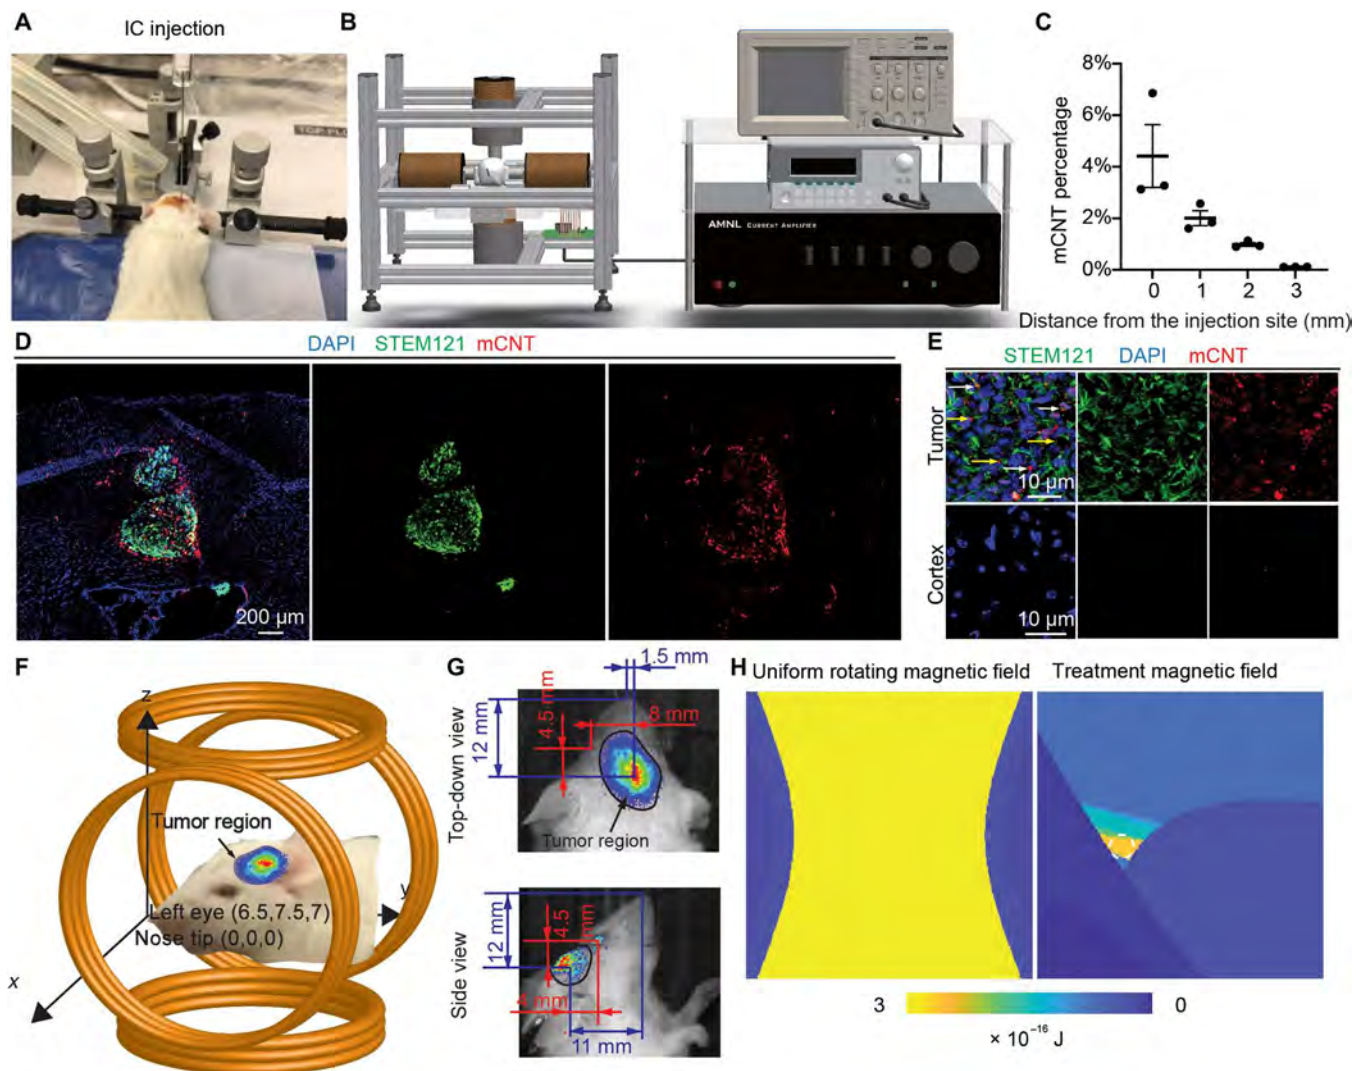 A
IC injection
B
AMNL CURRENT AMPLIFIER
C
mCNT percentage
8%
6%
4%
2%
0%
0 1 2 3
Distance from the injection site (mm)
D
DAPI STEM121 mCNT
200 µm
E
STEM121 DAPI mCNT
Tumor
10 µm
Cortex
10 µm
F
z
Tumor region
y
Left eye (6.5,7.5,7)
Nose tip (0,0,0)
x
G
1.5 mm
Top-down view
12 mm
4.5 mm
8 mm
Tumor region
Side view
12 mm
4.5 mm
4 mm
11 mm
H
Uniform rotating magnetic field
Treatment magnetic field
3 0
× 10⁻¹⁶ J